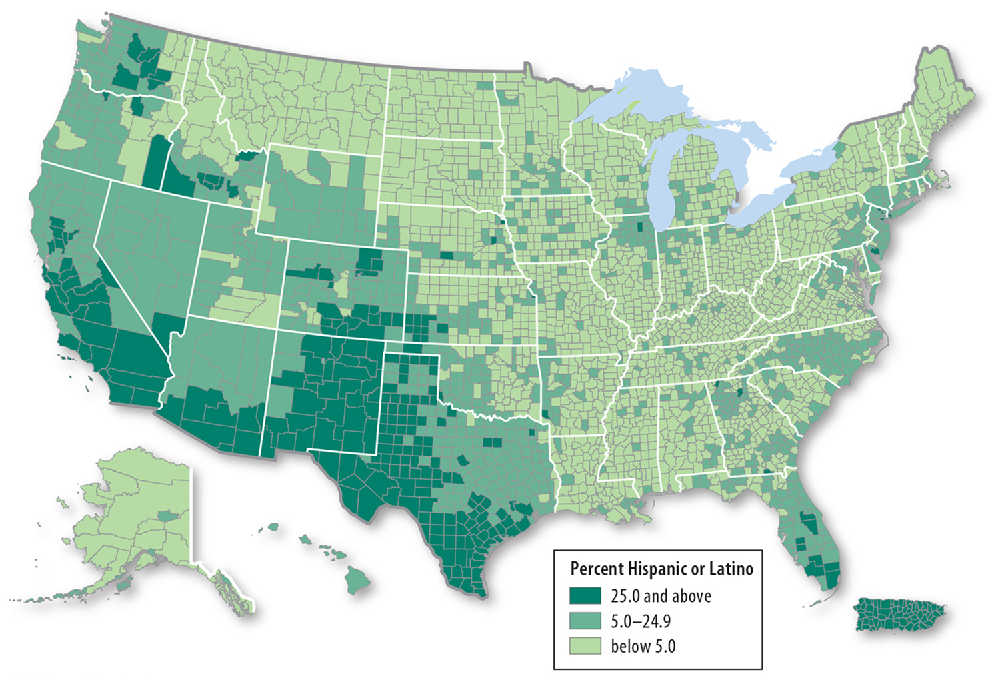 Percent Hispanic or Latino
25.0 and above
5.0–24.9
below 5.0